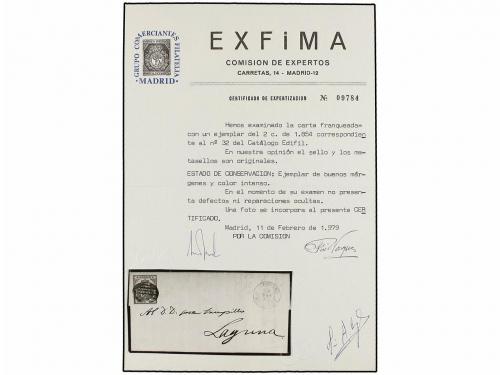 GRUPO COMERCIANTES FILATELIA
MADRID
EXFiMA
COMISION DE EXPERTOS
CARRETAS, 14 - MADRID-12
CERTIFICADO DE EXPERTIZACION Nº 09784
Hemos examinado la carta franqueada-
con un ejemplar del 2 c. de 1.854 correspondien
te al nº 32 del Catálogo Edifil.
En nuestra opinión el sello y los ma-
tasellos son originales.
ESTADO DE CONSERVACION: Ejemplar de buenos már-
genes y color intenso.
En el momento de su examen no presen-
ta defectos ni reparaciones ocultas.
Una foto se incorpora al presente CER
TIFICADO.
Madrid, 11 de Febrero de 1.979
POR LA COMISION
Al D. D. Jose
Laguna